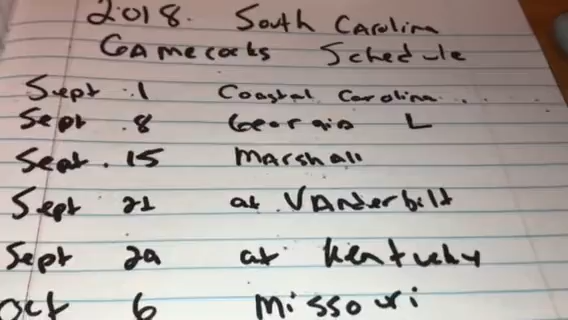 2018. South Carolina
Gamecocks Schedule
Sept .1 Coastal Carolina..
Sept .8 Georgia L
Sept. 15 Marshall
Sept 21 at Vanderbilt
Sept 29 at Kentucky
Oct 6 Missouri